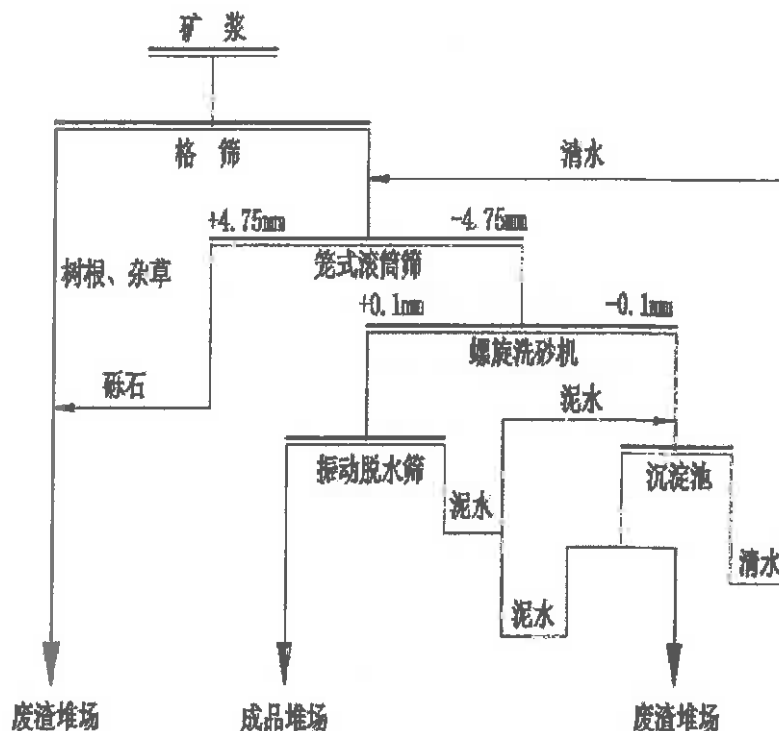 矿 浆
格 筛
清水
+4.75mm
-4.75mm
树根、杂草
笼式滚筒筛
+0.1mm
-0.1mm
螺旋洗砂机
砾石
泥水
振动脱水筛
泥水
沉淀池
清水
泥水
废渣堆场
成品堆场
废渣堆场